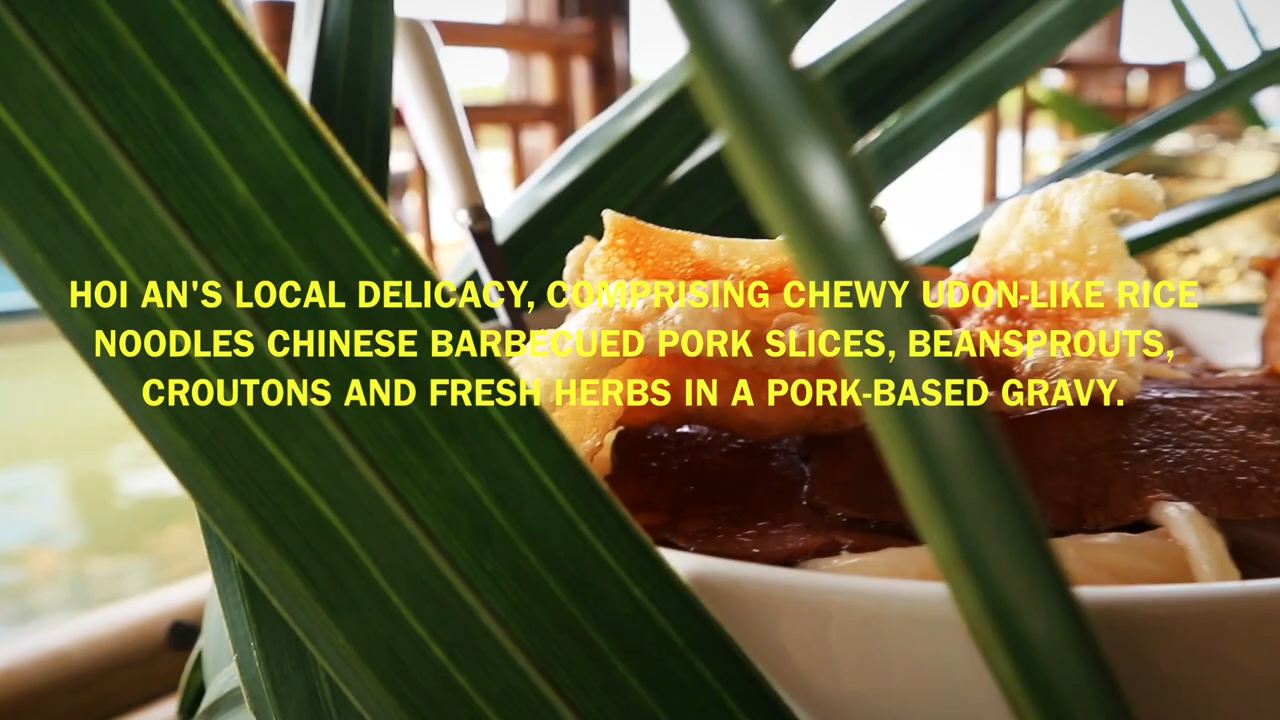 HOI AN'S LOCAL DELICACY, COMPRISING CHEWY UDON-LIKE RICE
NOODLES CHINESE BARBECUED PORK SLICES, BEANSPROUTS,
CROUTONS AND FRESH HERBS IN A PORK-BASED GRAVY.